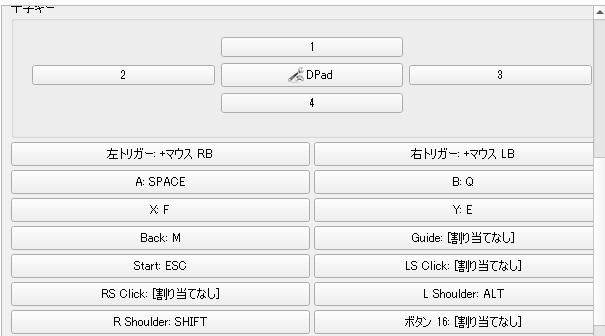 十字キー
1
2
DPad
3
4
左トリガー: +マウス RB
右トリガー: +マウス LB
A: SPACE
B: Q
X: F
Y: E
Back: M
Guide: [割り当てなし]
Start: ESC
LS Click: [割り当てなし]
RS Click: [割り当てなし]
L Shoulder: ALT
R Shoulder: SHIFT
ボタン 16: [割り当てなし]